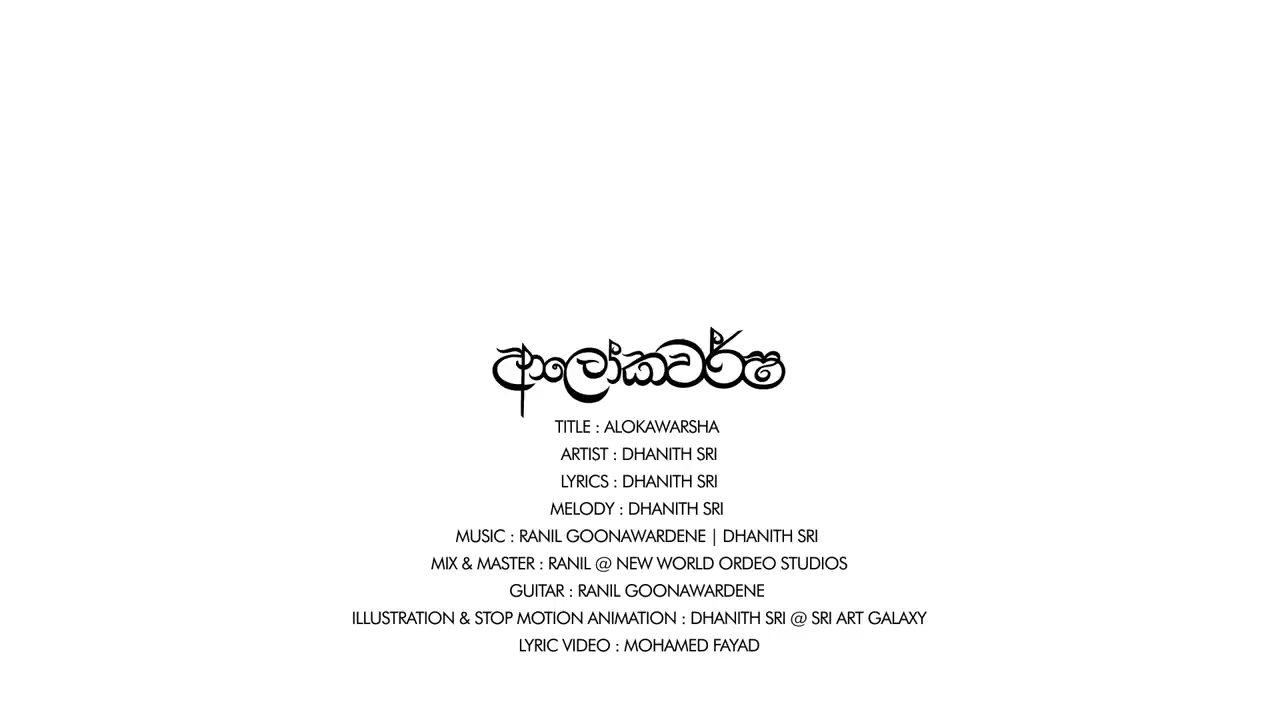 ආලෝකවර්ෂ
TITLE : ALOKAWARSHA
ARTIST : DHANITH SRI
LYRICS : DHANITH SRI
MELODY : DHANITH SRI
MUSIC : RANIL GOONAWARDENE | DHANITH SRI
MIX & MASTER : RANIL @ NEW WORLD ORDEO STUDIOS
GUITAR : RANIL GOONAWARDENE
ILLUSTRATION & STOP MOTION ANIMATION : DHANITH SRI @ SRI ART GALAXY
LYRIC VIDEO : MOHAMED FAYAD